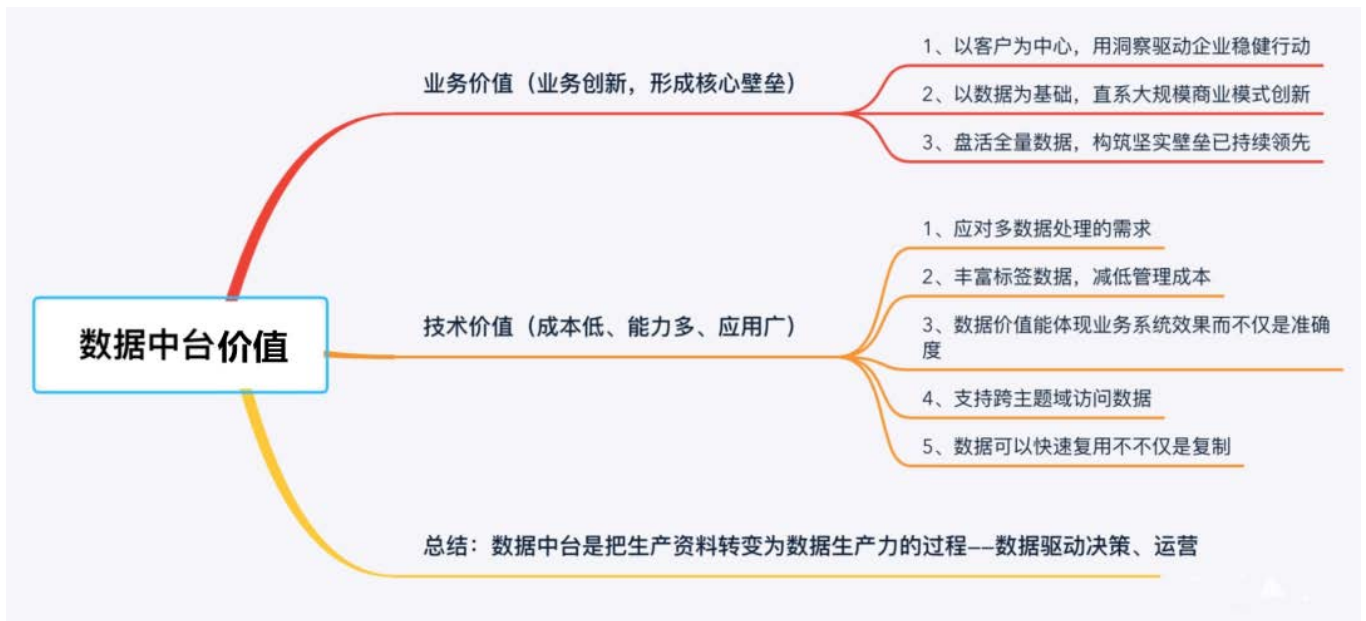 数据中台价值
业务价值（业务创新，形成核心壁垒）
1、以客户为中心，用洞察驱动企业稳健行动
2、以数据为基础，直系大规模商业模式创新
3、盘活全量数据，构筑坚实壁垒已持续领先
技术价值（成本低、能力多、应用广）
1、应对多数据处理的需求
2、丰富标签数据，减低管理成本
3、数据价值能体现业务系统效果而不仅是准确
度
4、支持跨主题域访问数据
5、数据可以快速复用不不仅是复制
总结：数据中台是把生产资料转变为数据生产力的过程——数据驱动决策、运营